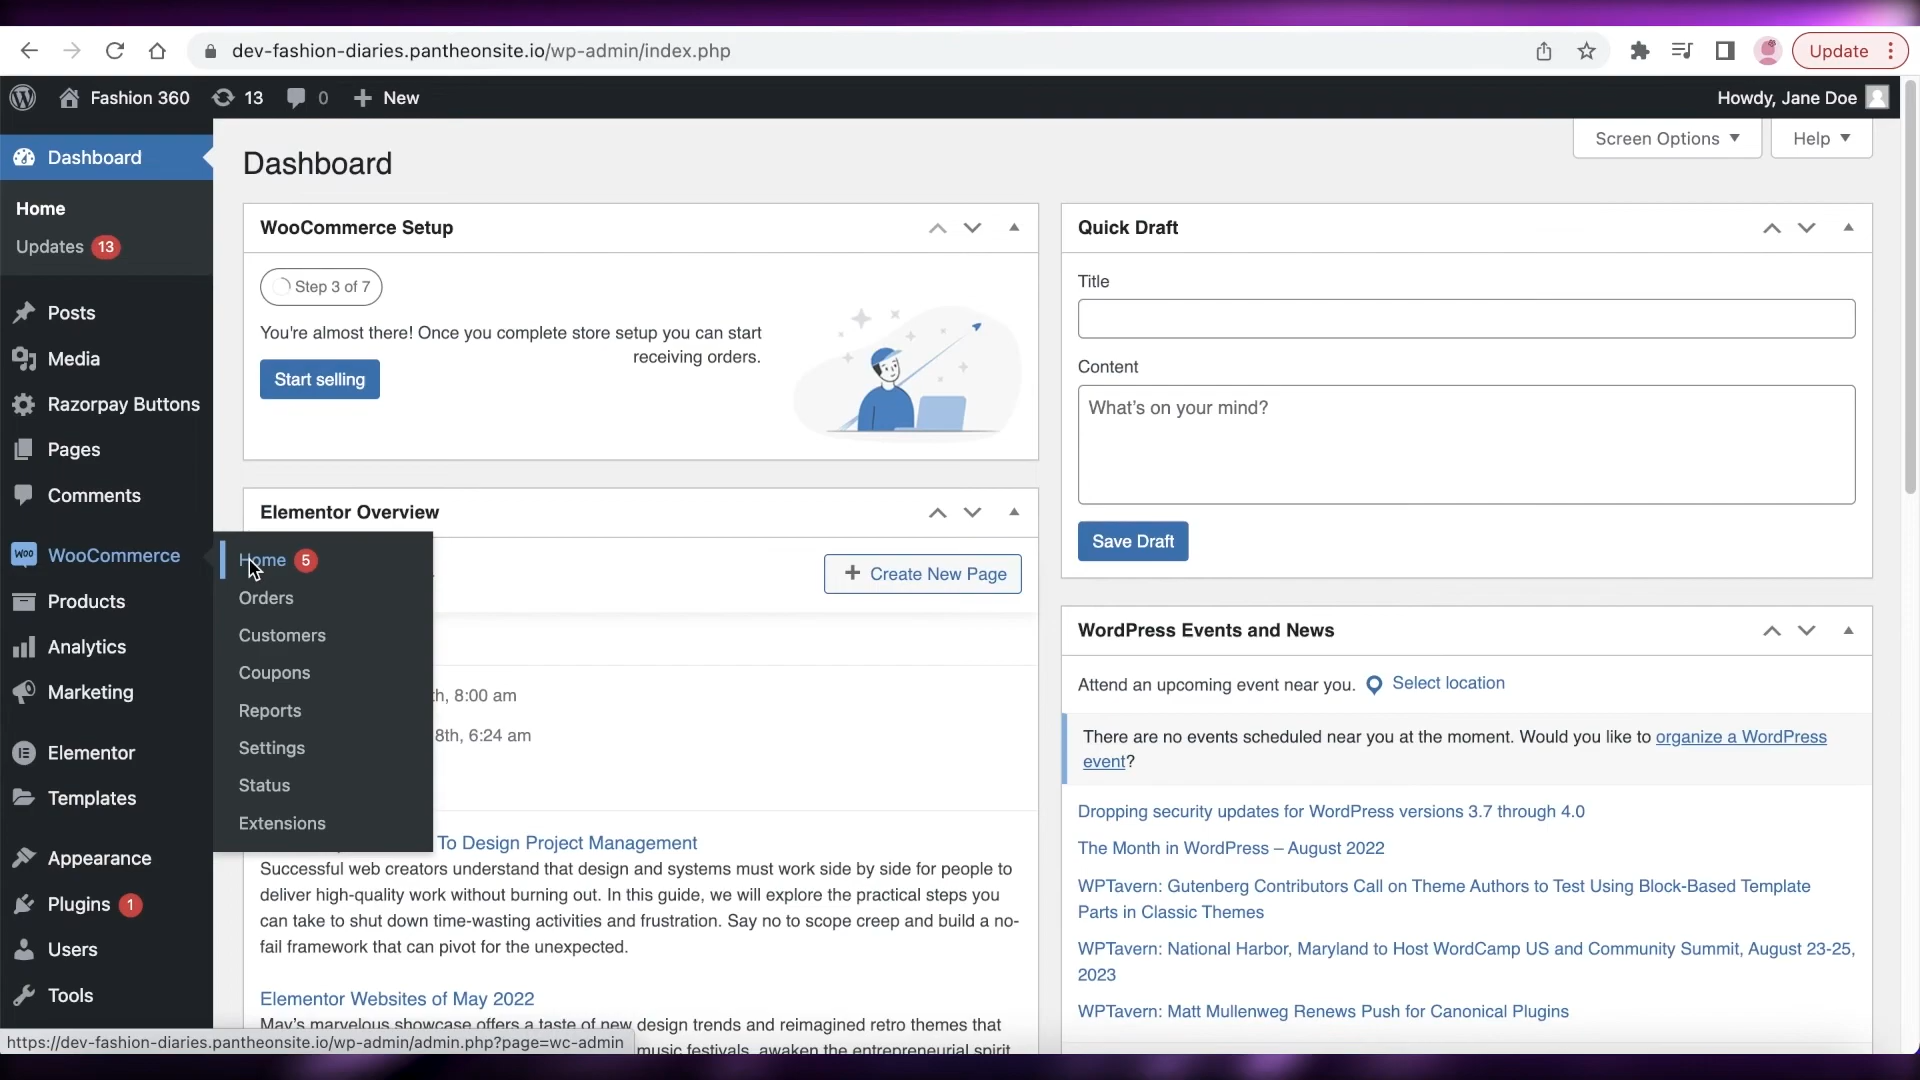 dev-fashion-diaries.pantheonsite.io/wp-admin/index.php
Update
Fashion 360
13
0
New
Howdy, Jane Doe
Dashboard
Home
Updates 13
Posts
Media
Razorpay Buttons
Pages
Comments
WooCommerce
Products
Analytics
Marketing
Elementor
Templates
Appearance
Plugins 1
Users
Tools
Home 5
Orders
Customers
Coupons
Reports
Settings
Status
Extensions
Dashboard
Screen Options
Help
WooCommerce Setup
Step 3 of 7
You're almost there! Once you complete store setup you can start
receiving orders.
Start selling
Elementor Overview
Create New Page
th, 8:00 am
8th, 6:24 am
To Design Project Management
Successful web creators understand that design and systems must work side by side for people to
deliver high-quality work without burning out. In this guide, we will explore the practical steps you
can take to shut down time-wasting activities and frustration. Say no to scope creep and build a no-
fail framework that can pivot for the unexpected.
Elementor Websites of May 2022
May's marvelous showcase offers a taste of new design trends and reimagined retro themes that
music festivals, awaken the entrepreneurial spirit
Quick Draft
Title
Content
What's on your mind?
Save Draft
WordPress Events and News
Attend an upcoming event near you. Select location
There are no events scheduled near you at the moment. Would you like to organize a WordPress
event?
Dropping security updates for WordPress versions 3.7 through 4.0
The Month in WordPress – August 2022
WPTavern: Gutenberg Contributors Call on Theme Authors to Test Using Block-Based Template
Parts in Classic Themes
WPTavern: National Harbor, Maryland to Host WordCamp US and Community Summit, August 23-25,
2023
WPTavern: Matt Mullenweg Renews Push for Canonical Plugins
https://dev-fashion-diaries.pantheonsite.io/wp-admin/admin.php?page=wc-admin